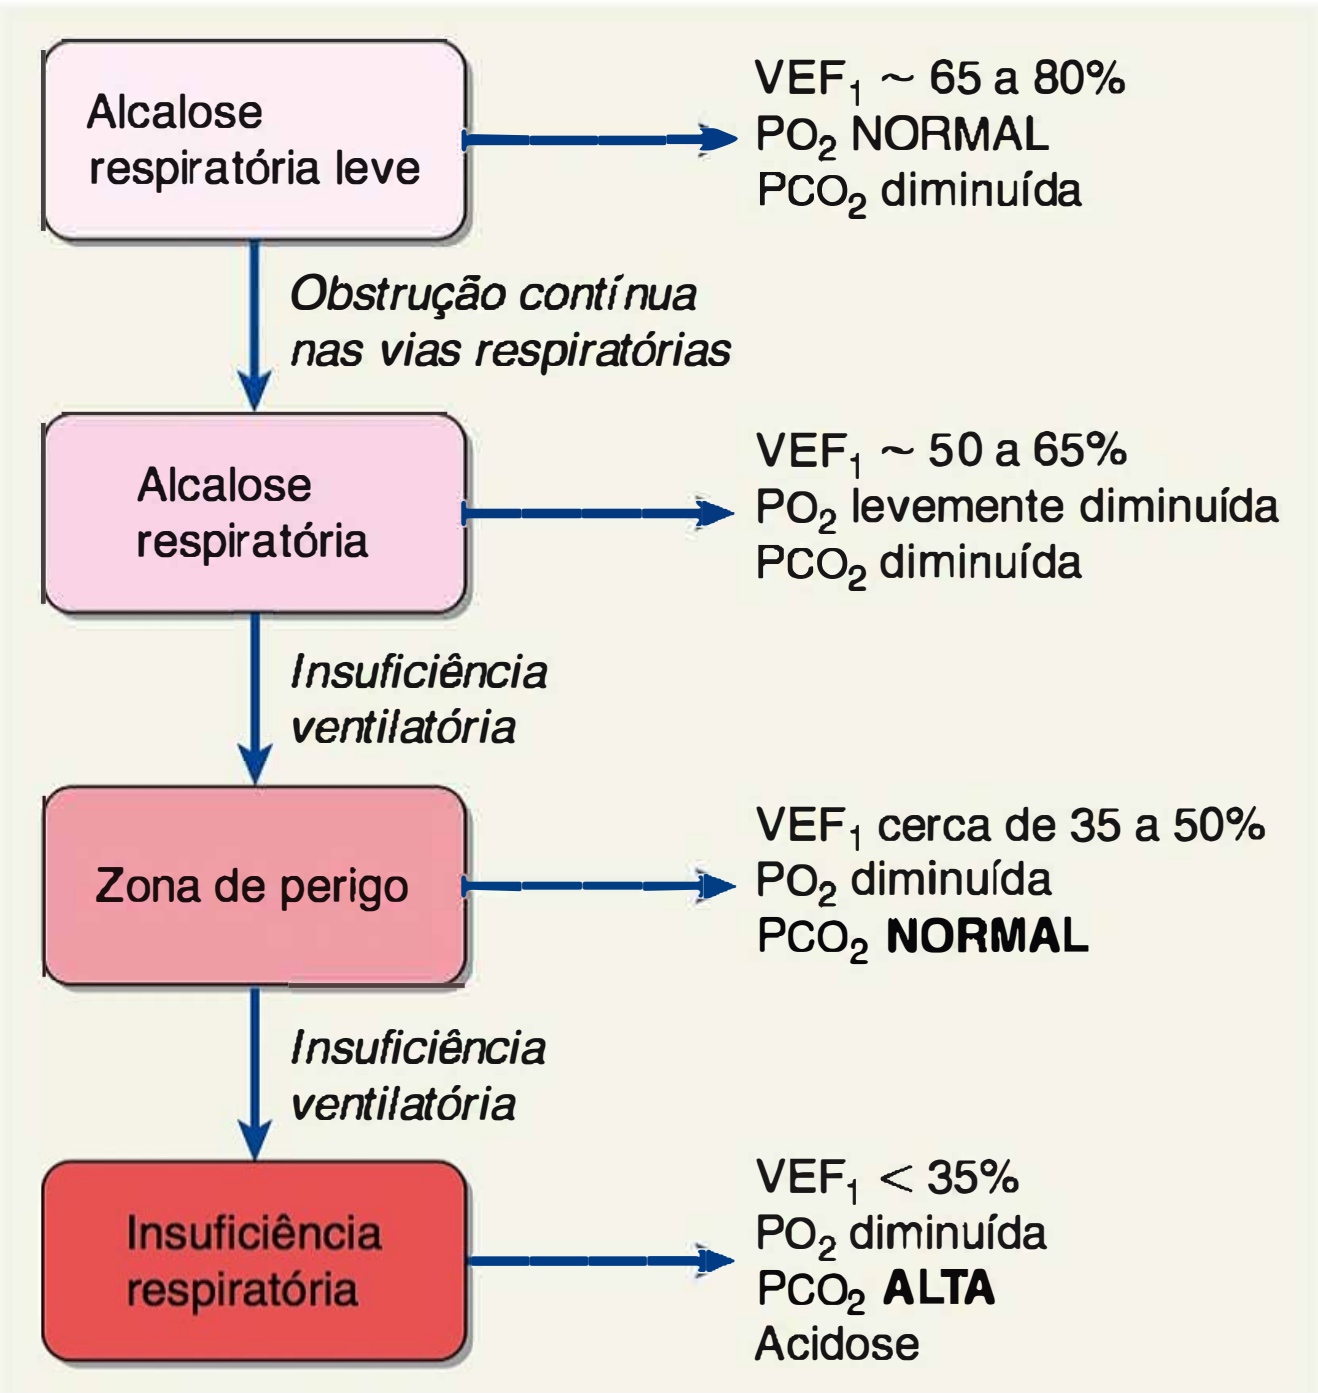 Alcalose
respiratória leve
VEF₁ ~ 65 a 80%
PO₂ NORMAL
PCO₂ diminuída
Obstrução contínua
nas vias respiratórias
Alcalose
respiratória
VEF₁ ~ 50 a 65%
PO₂ levemente diminuída
PCO₂ diminuída
Insuficiência
ventilatória
Zona de perigo
VEF₁ cerca de 35 a 50%
PO₂ diminuída
PCO₂ NORMAL
Insuficiência
ventilatória
Insuficiência
respiratória
VEF₁ < 35%
PO₂ diminuída
PCO₂ ALTA
Acidose